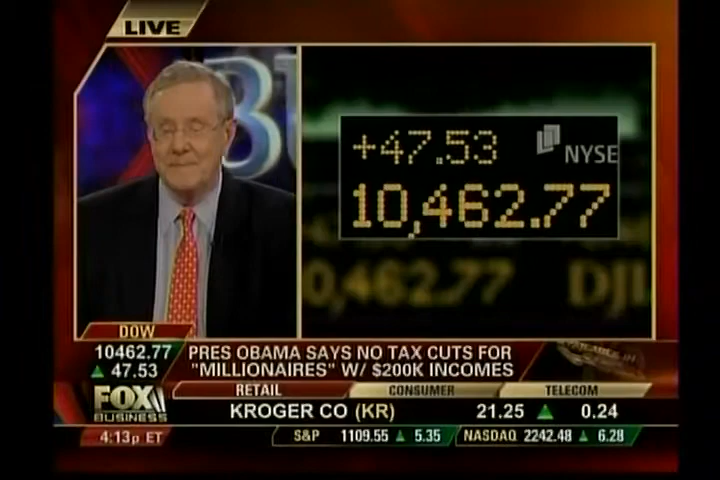 LIVE
+47.53
NYSE
10,462.77
0,462.77 DJI
DOW
10462.77
▲ 47.53
PRES OBAMA SAYS NO TAX CUTS FOR
"MILLIONAIRES" W/ $200K INCOMES
AVAILABLE IN
FOX
BUSINESS
RETAIL CONSUMER TELECOM
KROGER CO (KR) 21.25 ▲ 0.24
4:13p ET S&P 1109.55 ▲ 5.35 NASDAQ 2242.48 ▲ 6.28